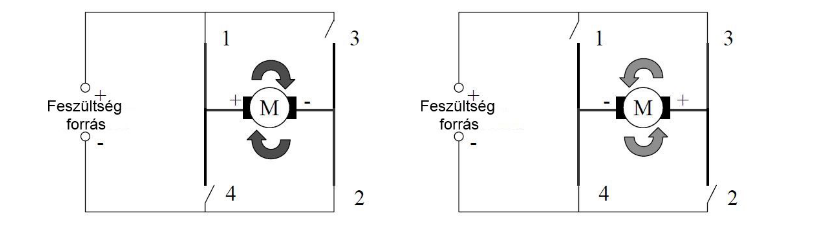 1
3
+
Feszültség
forrás
-
+ M -
4
2
1
3
+
Feszültség
forrás
-
- M +
4
2